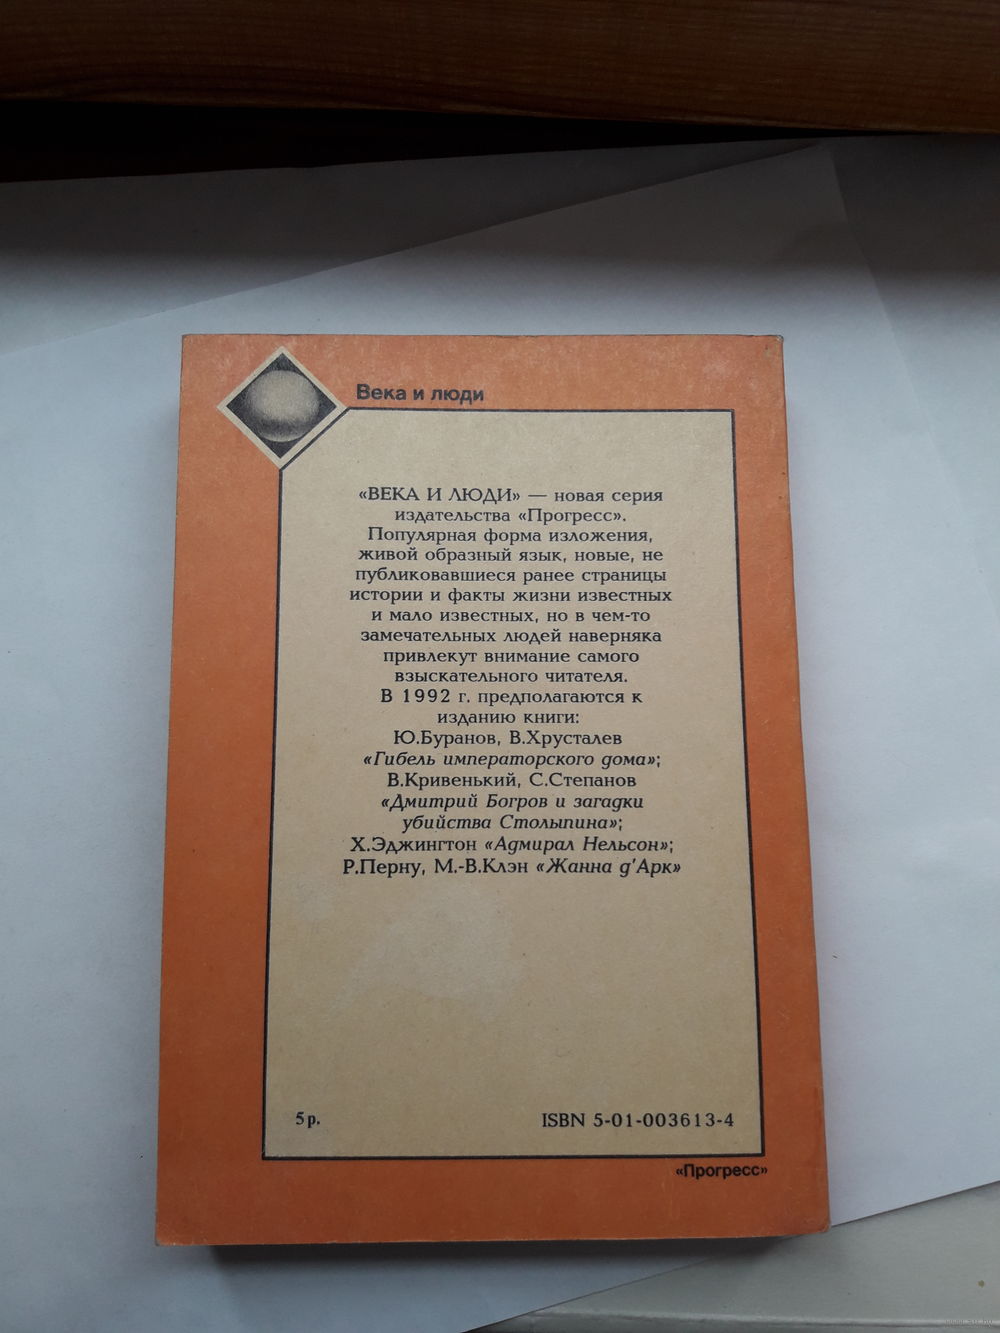 Века и люди
«ВЕКА И ЛЮДИ» — новая серия
издательства «Прогресс».
Популярная форма изложения,
живой образный язык, новые, не
публиковавшиеся ранее страницы
истории и факты жизни известных
и мало известных, но в чем-то
замечательных людей наверняка
привлекут внимание самого
взыскательного читателя.
В 1992 г. предполагаются к
изданию книги:
Ю.Буранов, В.Хрусталев
«Гибель императорского дома»;
В.Кривенький, С.Степанов
«Дмитрий Богров и загадки
убийства Столыпина»;
Х.Эджингтон «Адмирал Нельсон»;
Р.Перну, М.-В.Клэн «Жанна д'Арк»
5 р. ISBN 5-01-003613-4
«Прогресс»